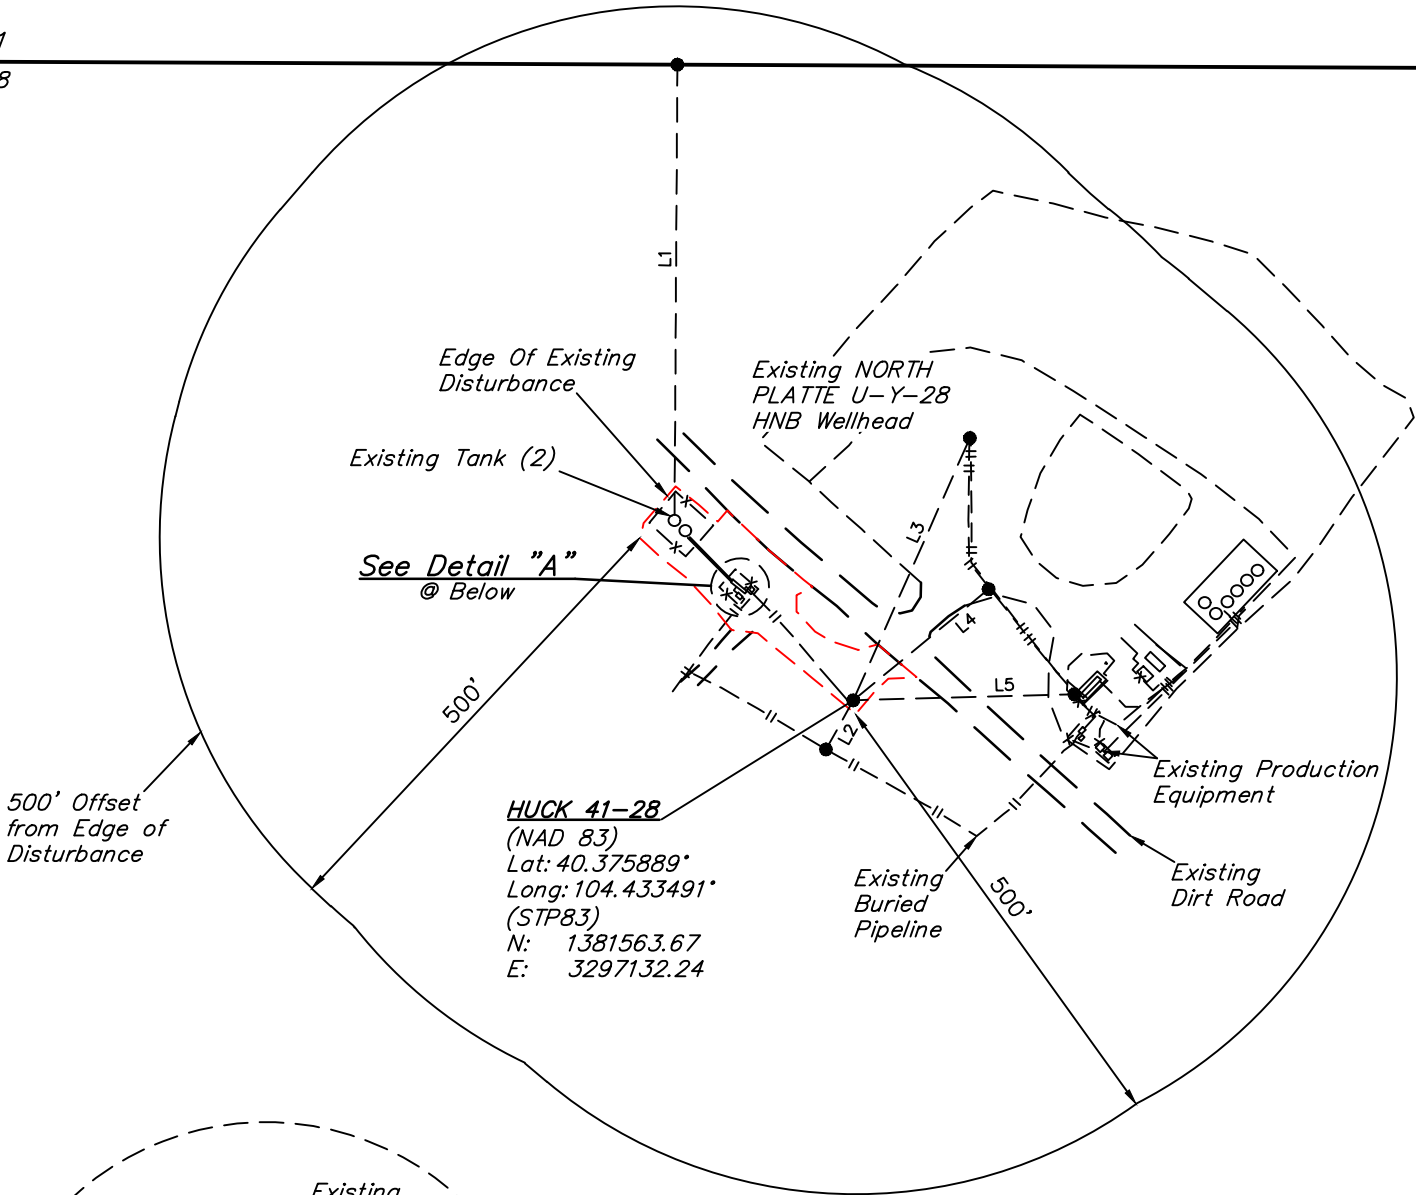 L1
Edge Of Existing
Disturbance
Existing NORTH
PLATTE U-Y-28
HNB Wellhead
Existing Tank (2)
L3
See Detail "A"
@ Below
L4
L5
500'
L2
Existing Production
Equipment
500' Offset
from Edge of
Disturbance
HUCK 41-28
(NAD 83)
Lat: 40.375889°
Long: 104.433491°
(STP83)
N: 1381563.67
E: 3297132.24
Existing
Buried
Pipeline
500'
Existing
Dirt Road
Existing